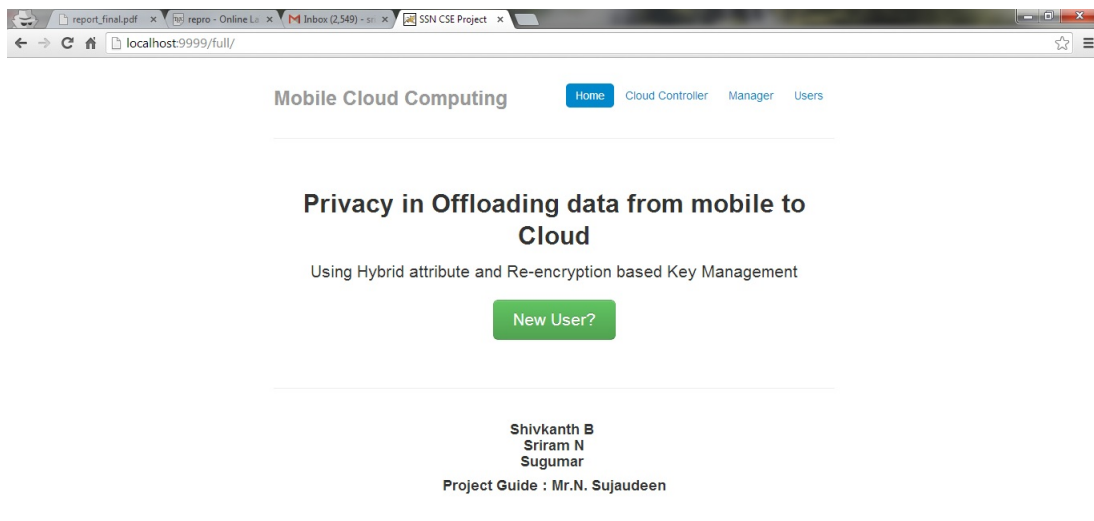 report_final.pdf
repro - Online La
Inbox (2,549) - sri
SSN CSE Project
localhost:9999/full/
Mobile Cloud Computing
Home
Cloud Controller
Manager
Users
Privacy in Offloading data from mobile to
Cloud
Using Hybrid attribute and Re-encryption based Key Management
New User?
Shivkanth B
Sriram N
Sugumar
Project Guide : Mr.N. Sujaudeen